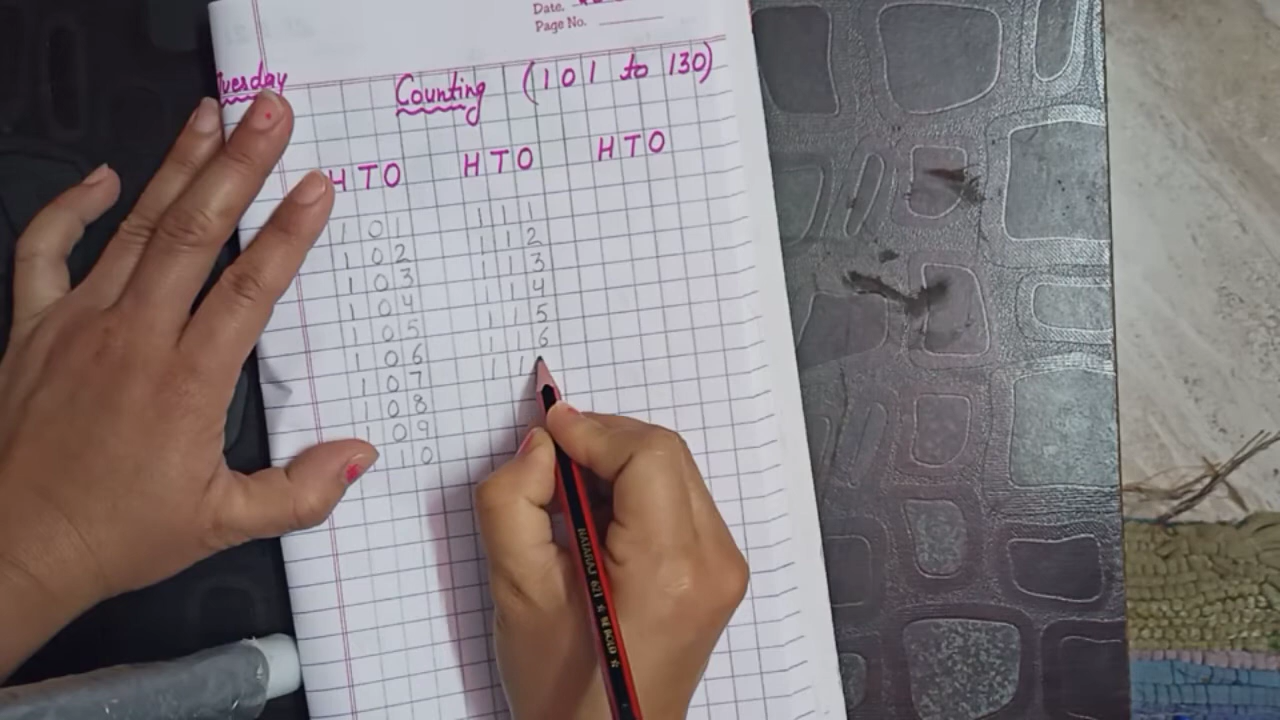 Date.
Page No.
Tuesday
Counting (101 to 130)
H T O H T O H T O
1 0 1 1 1 1
1 0 2 1 1 2
1 0 3 1 1 3
1 0 4 1 1 4
1 0 5 1 1 5
1 0 6 1 1 6
1 0 7 1 1
1 0 8
1 0 9
1 0
NATARAJ 621 BOLD